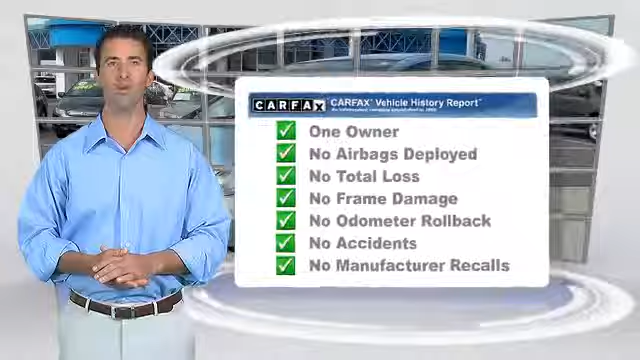 CARFAX CARFAX Vehicle History Report™
One Owner
No Airbags Deployed
No Total Loss
No Frame Damage
No Odometer Rollback
No Accidents
No Manufacturer Recalls